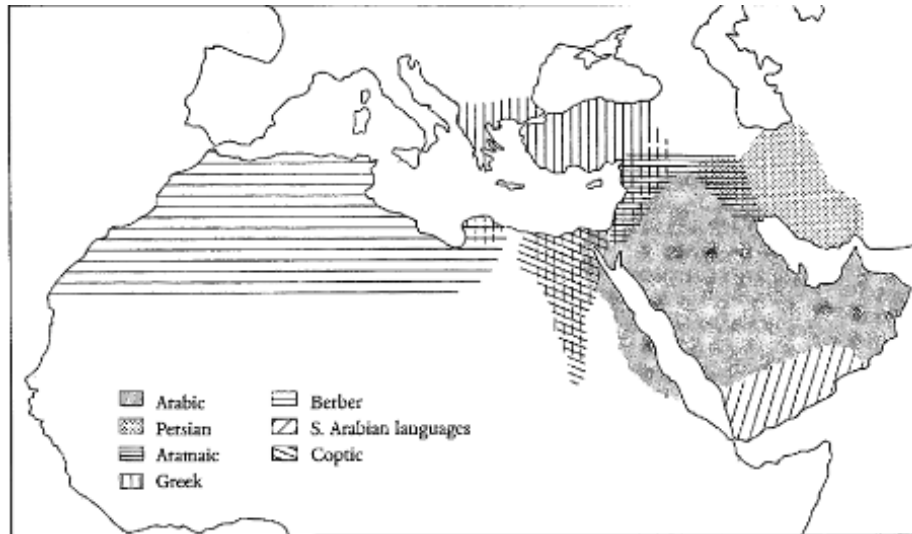 Arabic
Persian
Aramaic
Greek
Berber
S. Arabian languages
Coptic